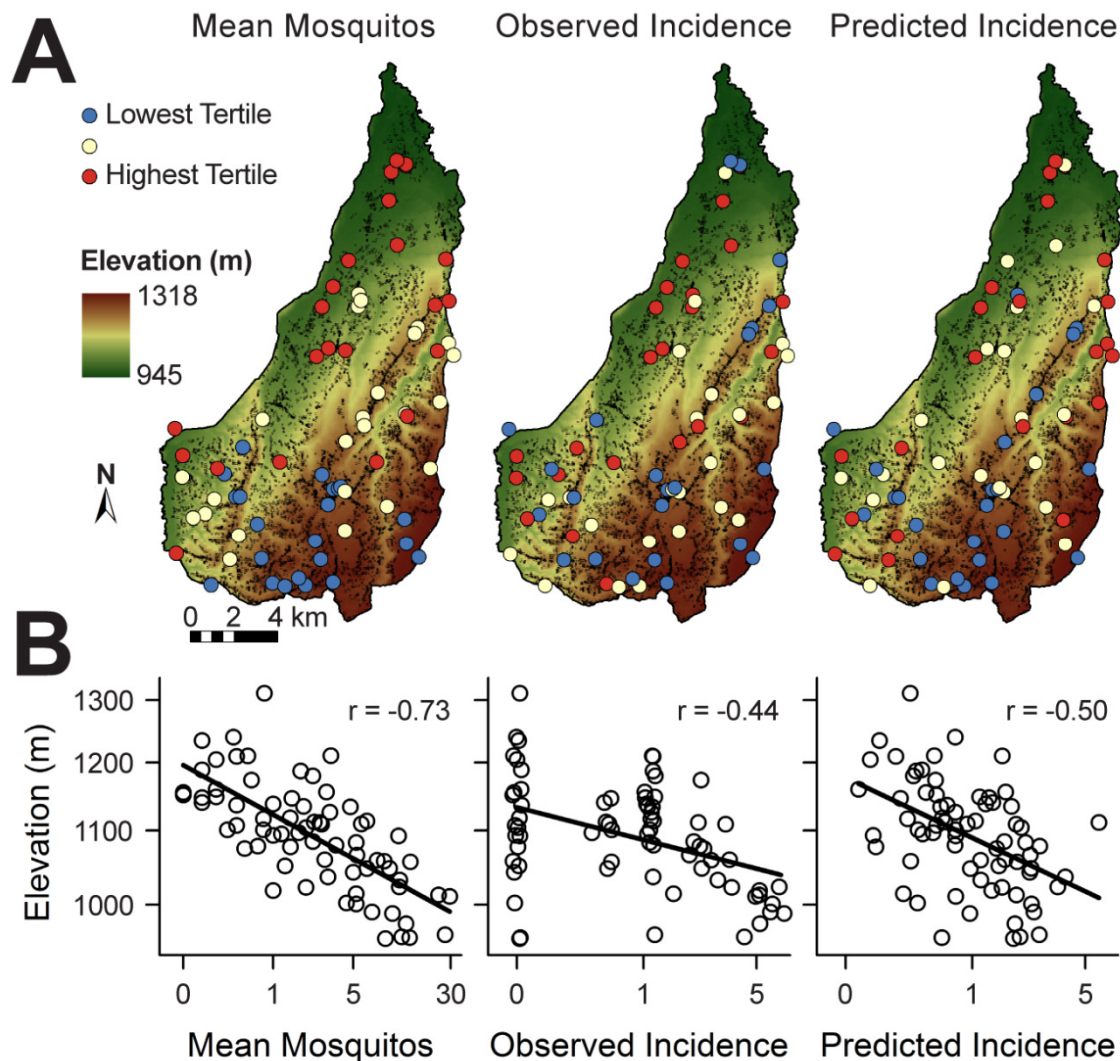 A
Mean Mosquitos
Observed Incidence
Predicted Incidence
Lowest Tertile
Highest Tertile
Elevation (m)
1318
945
N
0 2 4 km
B
Elevation (m)
1300
1200
1100
1000
r = -0.73
r = -0.44
r = -0.50
0 1 5 30
0 1 5
0 1 5
Mean Mosquitos
Observed Incidence
Predicted Incidence